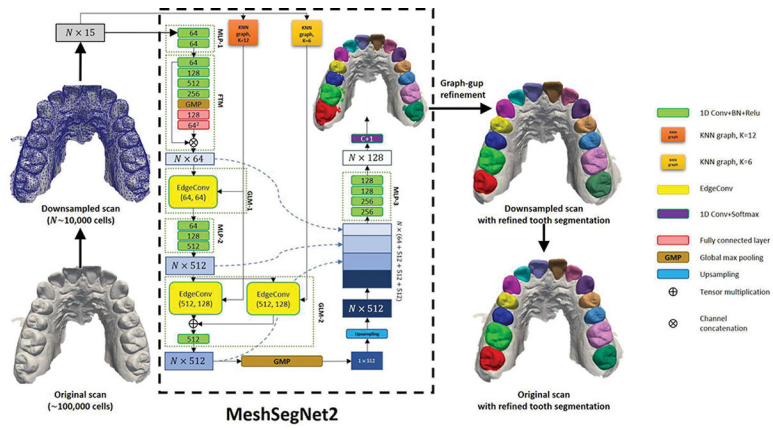 N × 15
64
64
MLP-1
KNN graph, K=12
KNN graph, K=6
64
128
512
256
GMP
128
64²
FTM
N × 64
EdgeConv
(64, 64)
GLM-1
64
128
512
MLP-2
N × 512
EdgeConv
(512, 128)
EdgeConv
(512, 128)
GLM-2
512
N × 512
GMP
1 × 512
Upsampling
N × 512
N × (64 + 512 + 512 + 512)
128
128
256
256
MLP-3
N × 128
C+1
MeshSegNet2
Downsampled scan
(N~10,000 cells)
Original scan
(~100,000 cells)
Graph-gup
refinement
Downsampled scan
with refined tooth segmentation
Original scan
with refined tooth segmentation
1D Conv+BN+Relu
KNN graph
KNN graph, K=12
KNN graph
KNN graph, K=6
EdgeConv
1D Conv+Softmax
Fully connected layer
GMP
Global max pooling
Upsampling
Tensor multiplication
Channel
concatenation